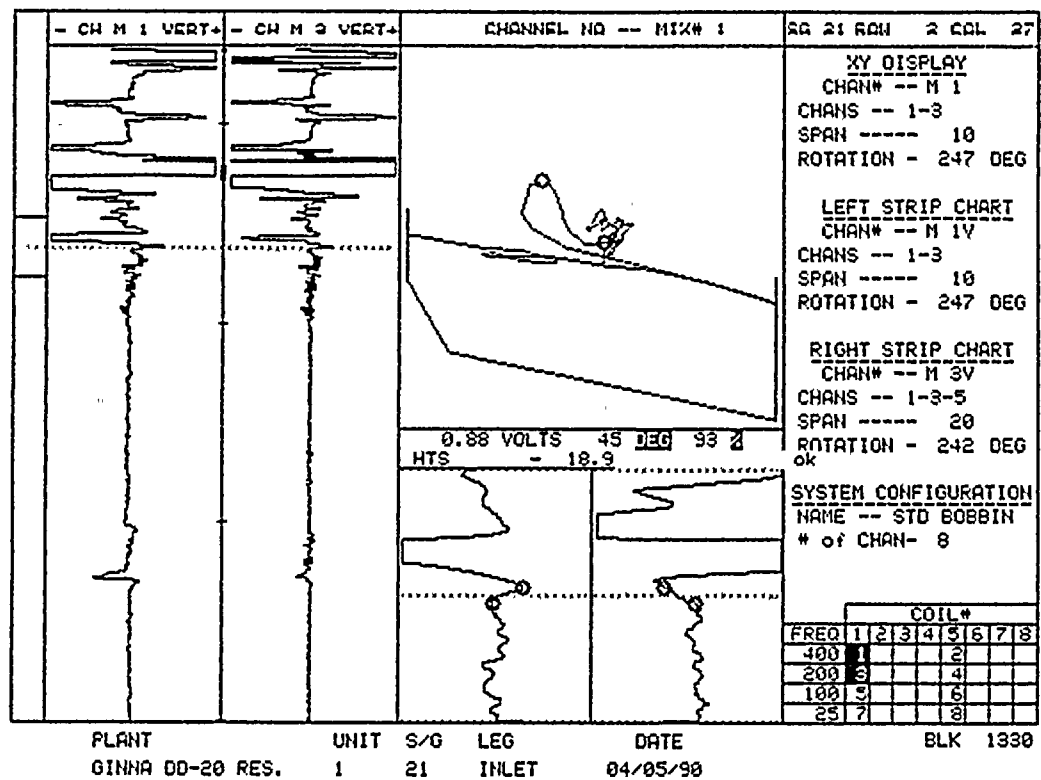 - CH M 1 VERT+ - CH M 3 VERT+ CHANNEL NO -- MIX# 1 SG 21 ROW 2 COL 27
XY DISPLAY
CHAN# -- M 1
CHANS -- 1-3
SPAN ----- 10
ROTATION - 247 DEG
LEFT STRIP CHART
CHAN# -- M 1V
CHANS -- 1-3
SPAN ----- 10
ROTATION - 247 DEG
RIGHT STRIP CHART
CHAN# -- M 3V
CHANS -- 1-3-5
SPAN ----- 20
ROTATION - 242 DEG
0.88 VOLTS 45 DEG 93 %
HTS - 18.9
ok
SYSTEM CONFIGURATION
NAME -- STD BOBBIN
# of CHAN- 8
COIL#
FREQ 1 2 3 4 5 6 7 8
400 1 2
200 3 4
100 5 6
25 7 8
PLANT UNIT S/G LEG DATE BLK 1330
GINNA DD-20 RES. 1 21 INLET 04/05/90